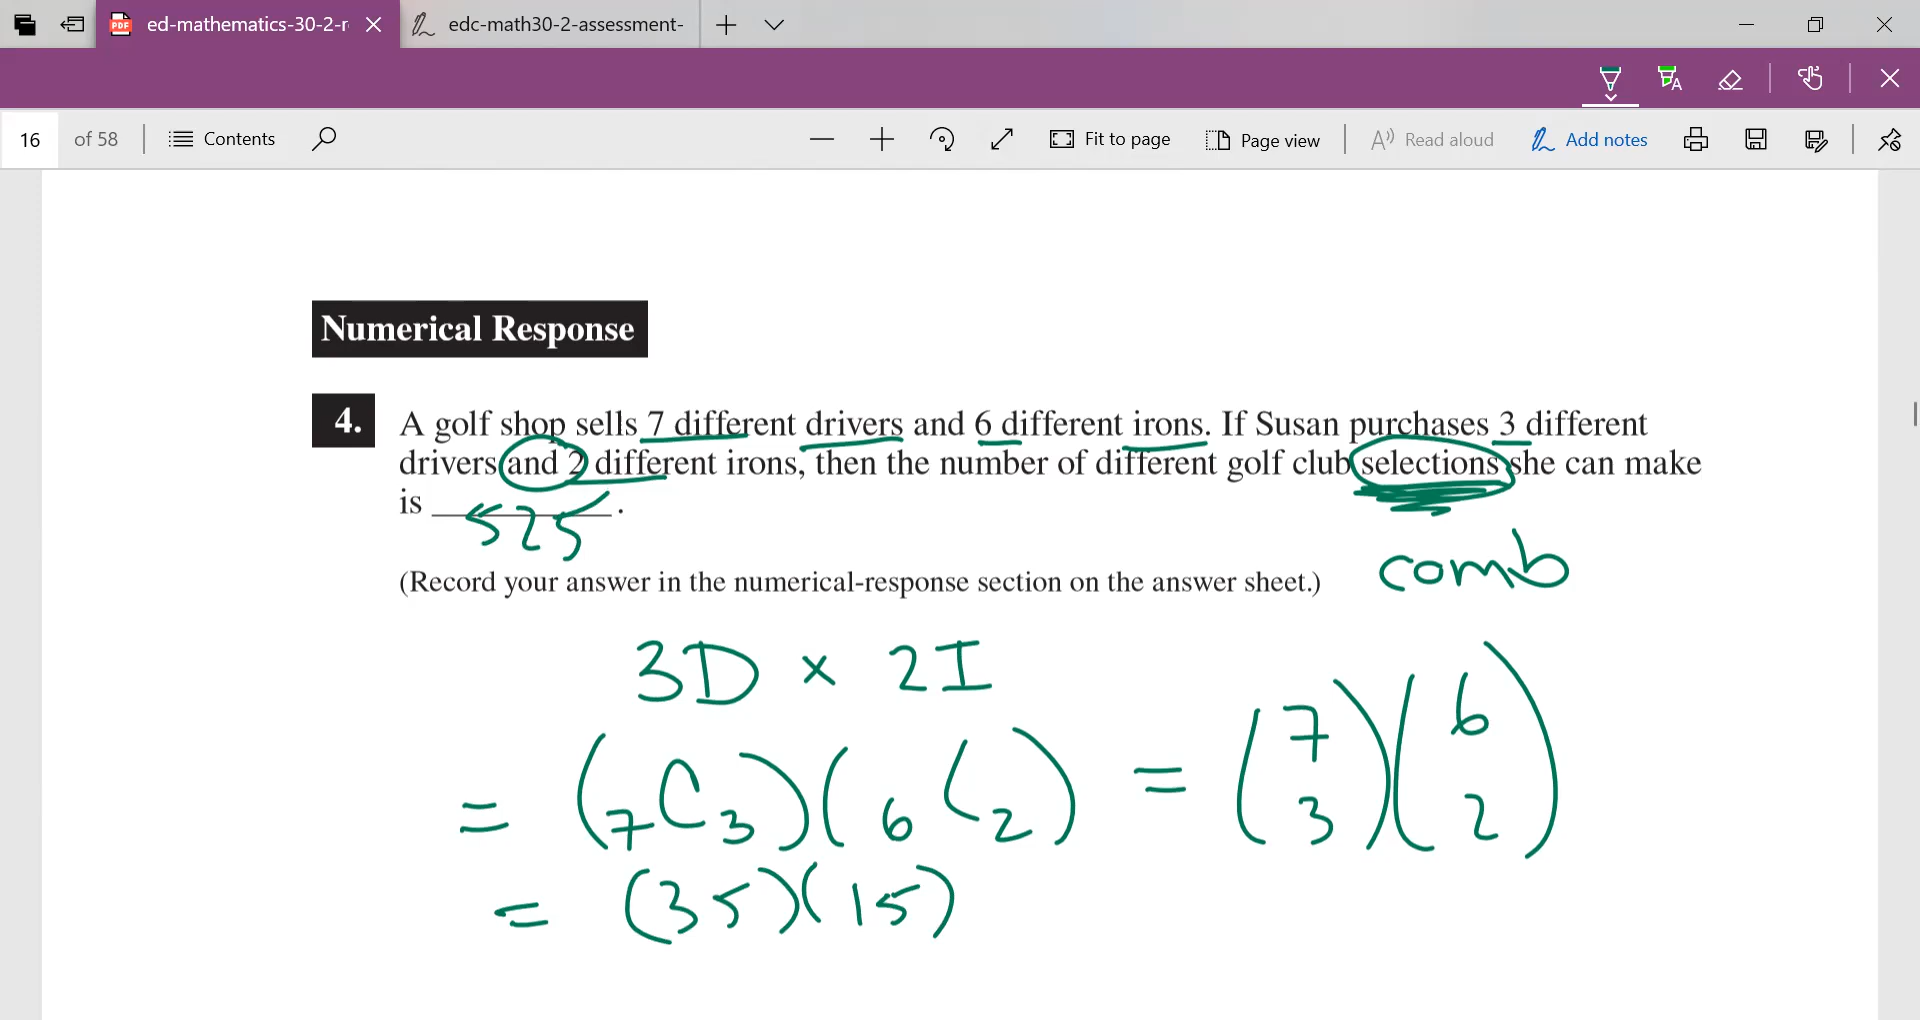 ed-mathematics-30-2-r
edc-math30-2-assessment-
16 of 58 Contents Fit to page Page view Read aloud Add notes
Numerical Response
4. A golf shop sells 7 different drivers and 6 different irons. If Susan purchases 3 different
drivers and 2 different irons, then the number of different golf club selections she can make
is ___________.
525
comb
(Record your answer in the numerical-response section on the answer sheet.)
3D × 2I
= (7C3)(6C2) = (7 3)(6 2)
= (35)(15)